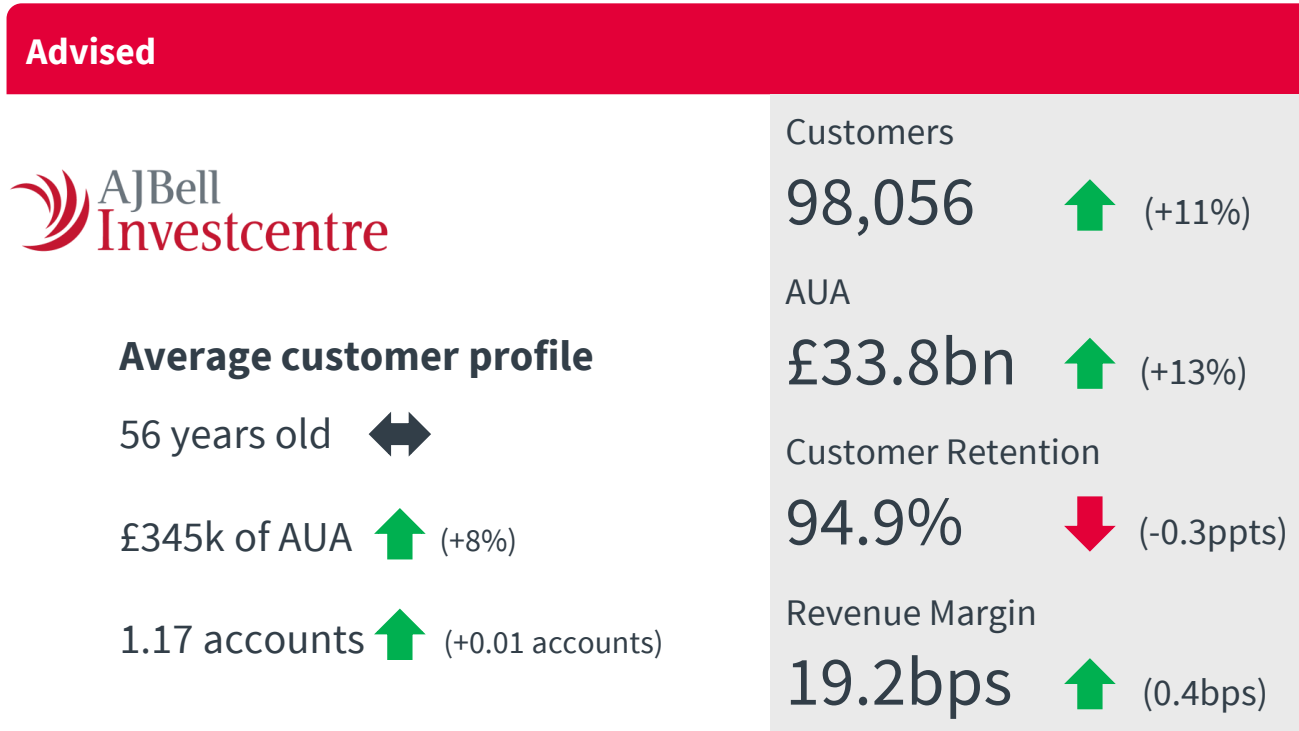 Advised
AJBell
Investcentre
Average customer profile
56 years old
£345k of AUA (+8%)
1.17 accounts (+0.01 accounts)
Customers
98,056 (+11%)
AUA
£33.8bn (+13%)
Customer Retention
94.9% (-0.3ppts)
Revenue Margin
19.2bps (0.4bps)